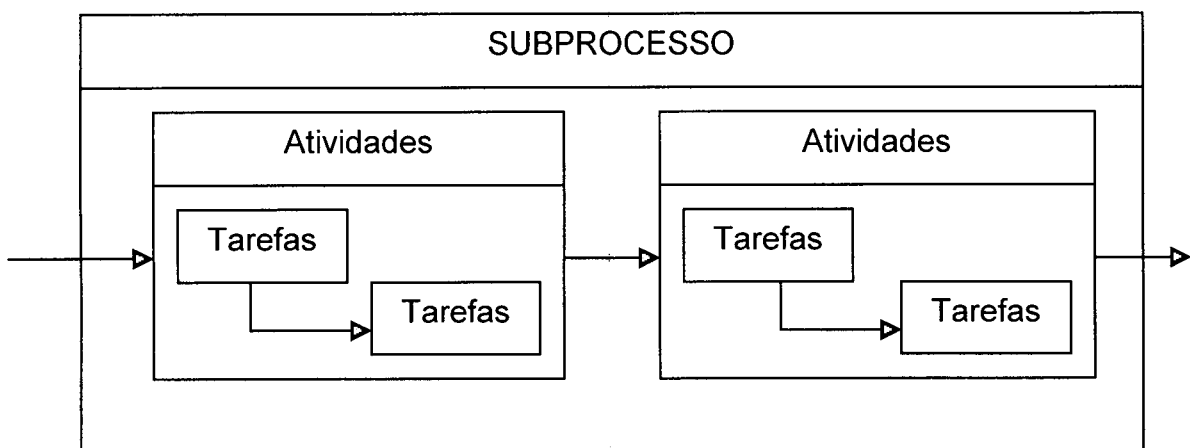 SUBPROCESSO
Atividades
Tarefas
Tarefas
Atividades
Tarefas
Tarefas